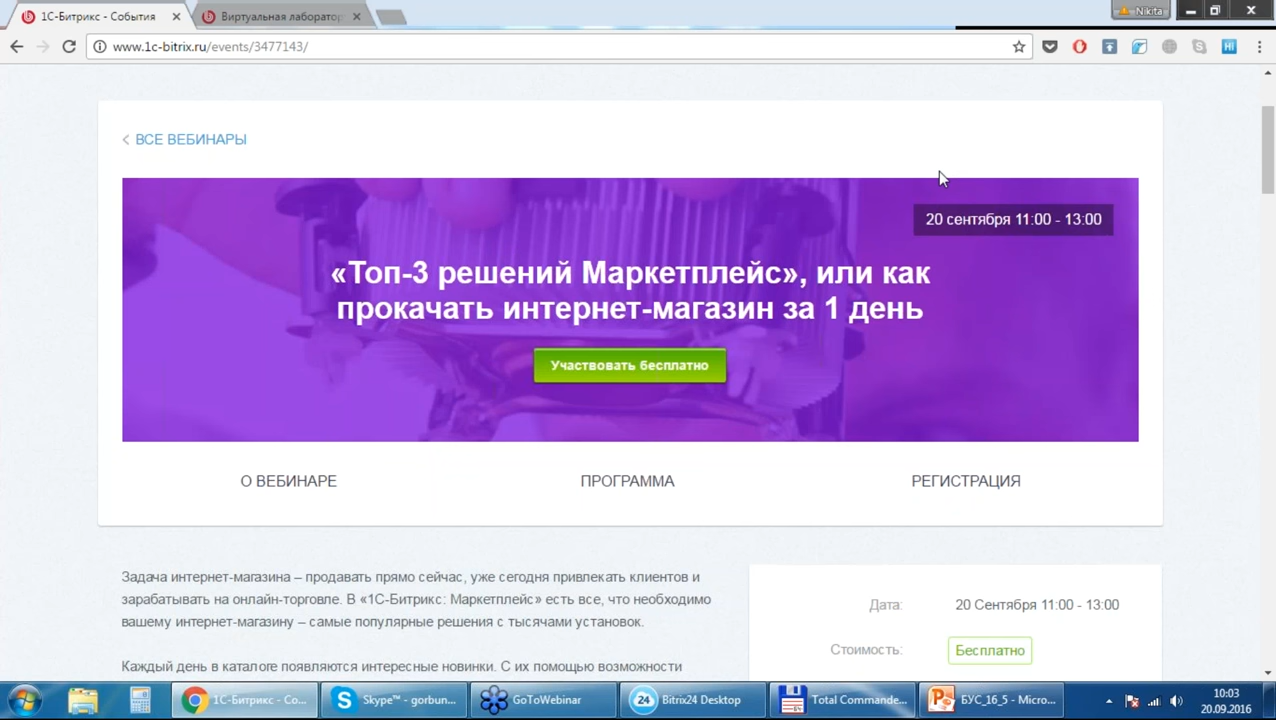 1С-Битрикс - События
Виртуальная лаборатор
Nikita
www.1c-bitrix.ru/events/3477143/
Hi
ВСЕ ВЕБИНАРЫ
20 сентября 11:00 - 13:00
«Топ-3 решений Маркетплейс», или как
прокачать интернет-магазин за 1 день
Участвовать бесплатно
О ВЕБИНАРЕ
ПРОГРАММА
РЕГИСТРАЦИЯ
Задача интернет-магазина – продавать прямо сейчас, уже сегодня привлекать клиентов и
зарабатывать на онлайн-торговле. В «1С-Битрикс: Маркетплейс» есть все, что необходимо
вашему интернет-магазину – самые популярные решения с тысячами установок.
Каждый день в каталоге появляются интересные новинки. С их помощью возможности
Дата:
20 Сентября 11:00 - 13:00
Стоимость:
Бесплатно
1С-Битрикс - Со...
Skype™ - gorbun...
GoToWebinar
24
Bitrix24 Desktop
Total Commande...
БУС_16_5 - Micro...
10:03
20.09.2016